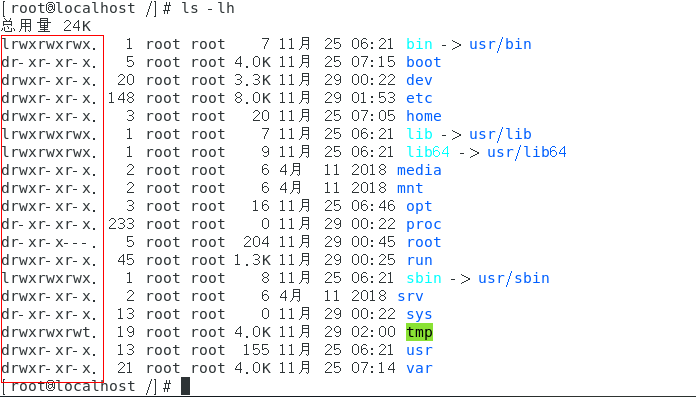 [root@localhost /]# ls -lh
总用量 24K
lrwxrwxrwx. 1 root root 7 11月 25 06:21 bin -> usr/bin
dr-xr-xr-x. 5 root root 4.0K 11月 25 07:15 boot
drwxr-xr-x. 20 root root 3.3K 11月 29 00:22 dev
drwxr-xr-x. 148 root root 8.0K 11月 29 01:53 etc
drwxr-xr-x. 3 root root 20 11月 25 07:05 home
lrwxrwxrwx. 1 root root 7 11月 25 06:21 lib -> usr/lib
lrwxrwxrwx. 1 root root 9 11月 25 06:21 lib64 -> usr/lib64
drwxr-xr-x. 2 root root 6 4月 11 2018 media
drwxr-xr-x. 2 root root 6 4月 11 2018 mnt
drwxr-xr-x. 3 root root 16 11月 25 06:46 opt
dr-xr-xr-x. 233 root root 0 11月 29 00:22 proc
dr-xr-x---. 5 root root 204 11月 29 00:45 root
drwxr-xr-x. 45 root root 1.3K 11月 29 00:25 run
lrwxrwxrwx. 1 root root 8 11月 25 06:21 sbin -> usr/sbin
drwxr-xr-x. 2 root root 6 4月 11 2018 srv
dr-xr-xr-x. 13 root root 0 11月 29 00:22 sys
drwxrwxrwt. 19 root root 4.0K 11月 29 02:00 tmp
drwxr-xr-x. 13 root root 155 11月 25 06:21 usr
drwxr-xr-x. 21 root root 4.0K 11月 25 07:14 var
[root@localhost /]#